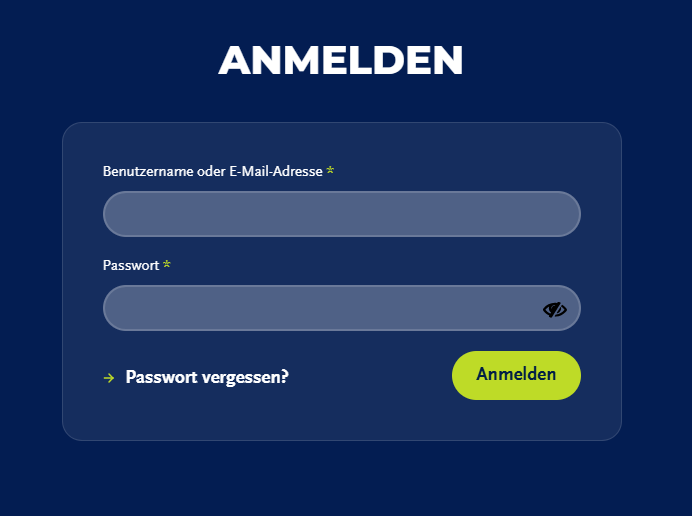 ANMELDEN
Benutzername oder E-Mail-Adresse *
Passwort *
→ Passwort vergessen?
Anmelden